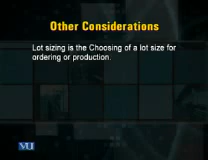 Other Considerations
Lot sizing is the Choosing of a lot size for
ordering or production.
VU